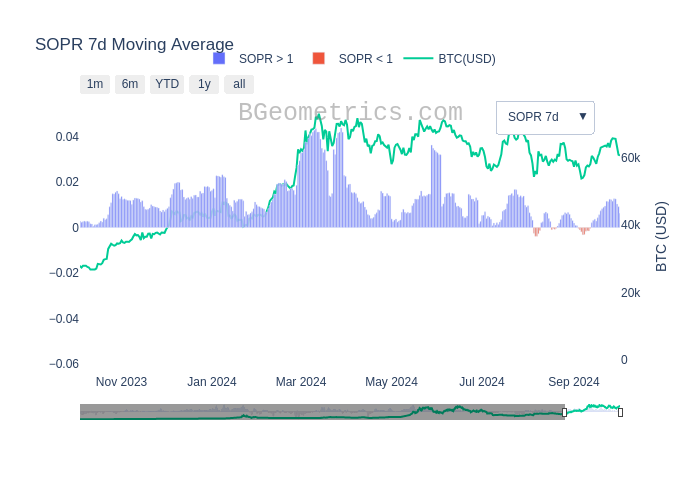 SOPR 7d Moving Average
SOPR > 1
SOPR < 1
BTC(USD)
1m
6m
YTD
1y
all
BGeometrics.com
SOPR 7d
▼
0.04
0.02
0
−0.02
−0.04
−0.06
60k
40k
20k
0
BTC (USD)
Nov 2023
Jan 2024
Mar 2024
May 2024
Jul 2024
Sep 2024